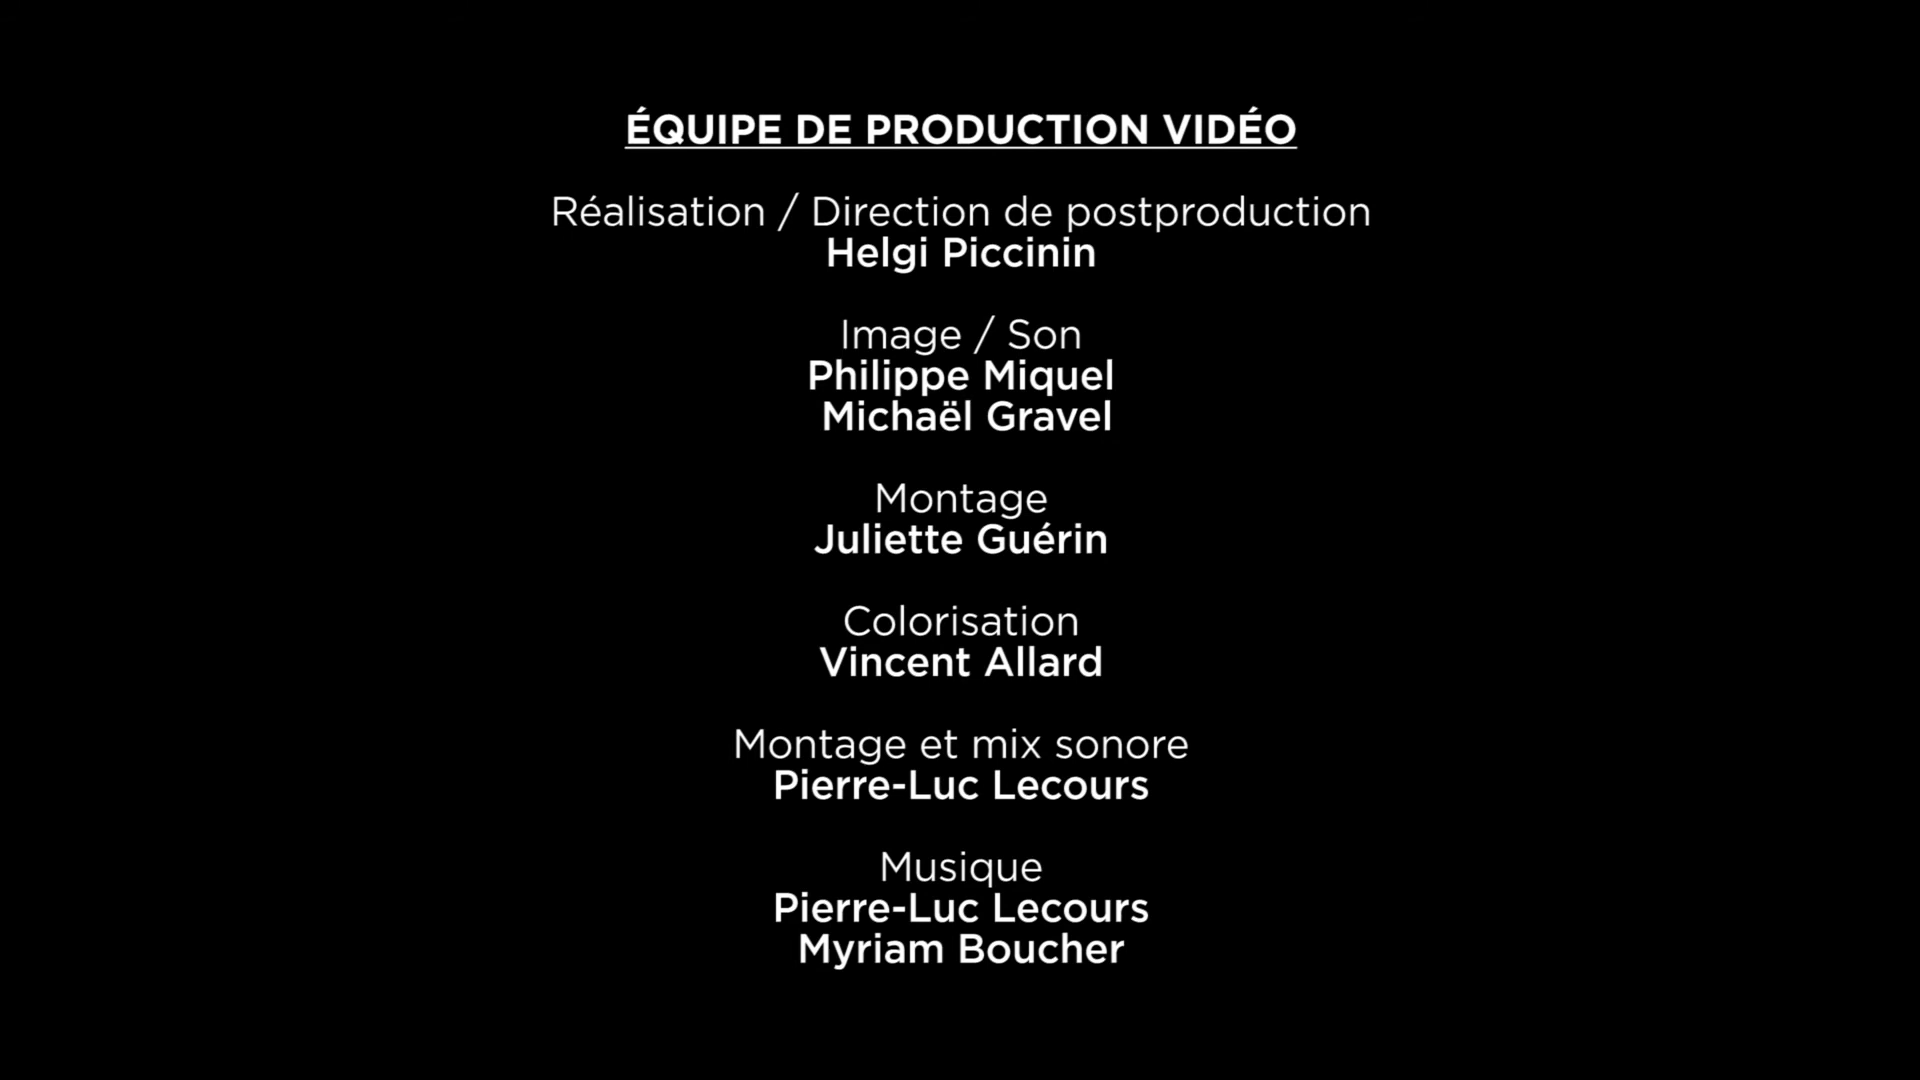 ÉQUIPE DE PRODUCTION VIDÉO
Réalisation / Direction de postproduction
Helgi Piccinin
Image / Son
Philippe Miquel
Michaël Gravel
Montage
Juliette Guérin
Colorisation
Vincent Allard
Montage et mix sonore
Pierre-Luc Lecours
Musique
Pierre-Luc Lecours
Myriam Boucher